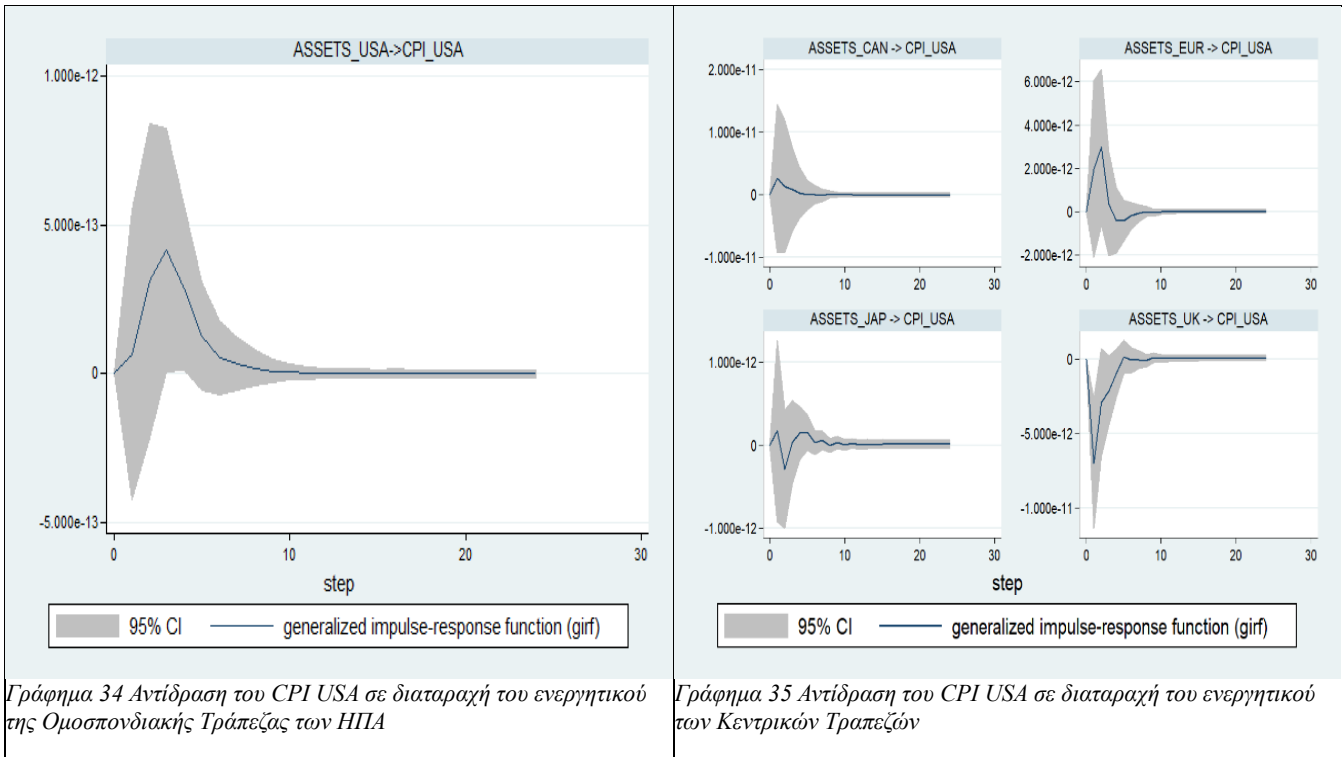 ASSETS_USA->CPI_USA
1.000e-12
5.000e-13
0
-5.000e-13
0 10 20 30
step
95% CI generalized impulse-response function (girf)
Γράφημα 34 Αντίδραση του CPI USA σε διαταραχή του ενεργητικού
της Ομοσπονδιακής Τράπεζας των ΗΠΑ
ASSETS_CAN -> CPI_USA
2.000e-11
1.000e-11
0
-1.000e-11
0 10 20 30
ASSETS_EUR -> CPI_USA
6.000e-12
4.000e-12
2.000e-12
0
-2.000e-12
0 10 20 30
ASSETS_JAP -> CPI_USA
1.000e-12
0
-1.000e-12
0 10 20 30
ASSETS_UK -> CPI_USA
0
-5.000e-12
-1.000e-11
0 10 20 30
step
95% CI generalized impulse-response function (girf)
Γράφημα 35 Αντίδραση του CPI USA σε διαταραχή του ενεργητικού
των Κεντρικών Τραπεζών